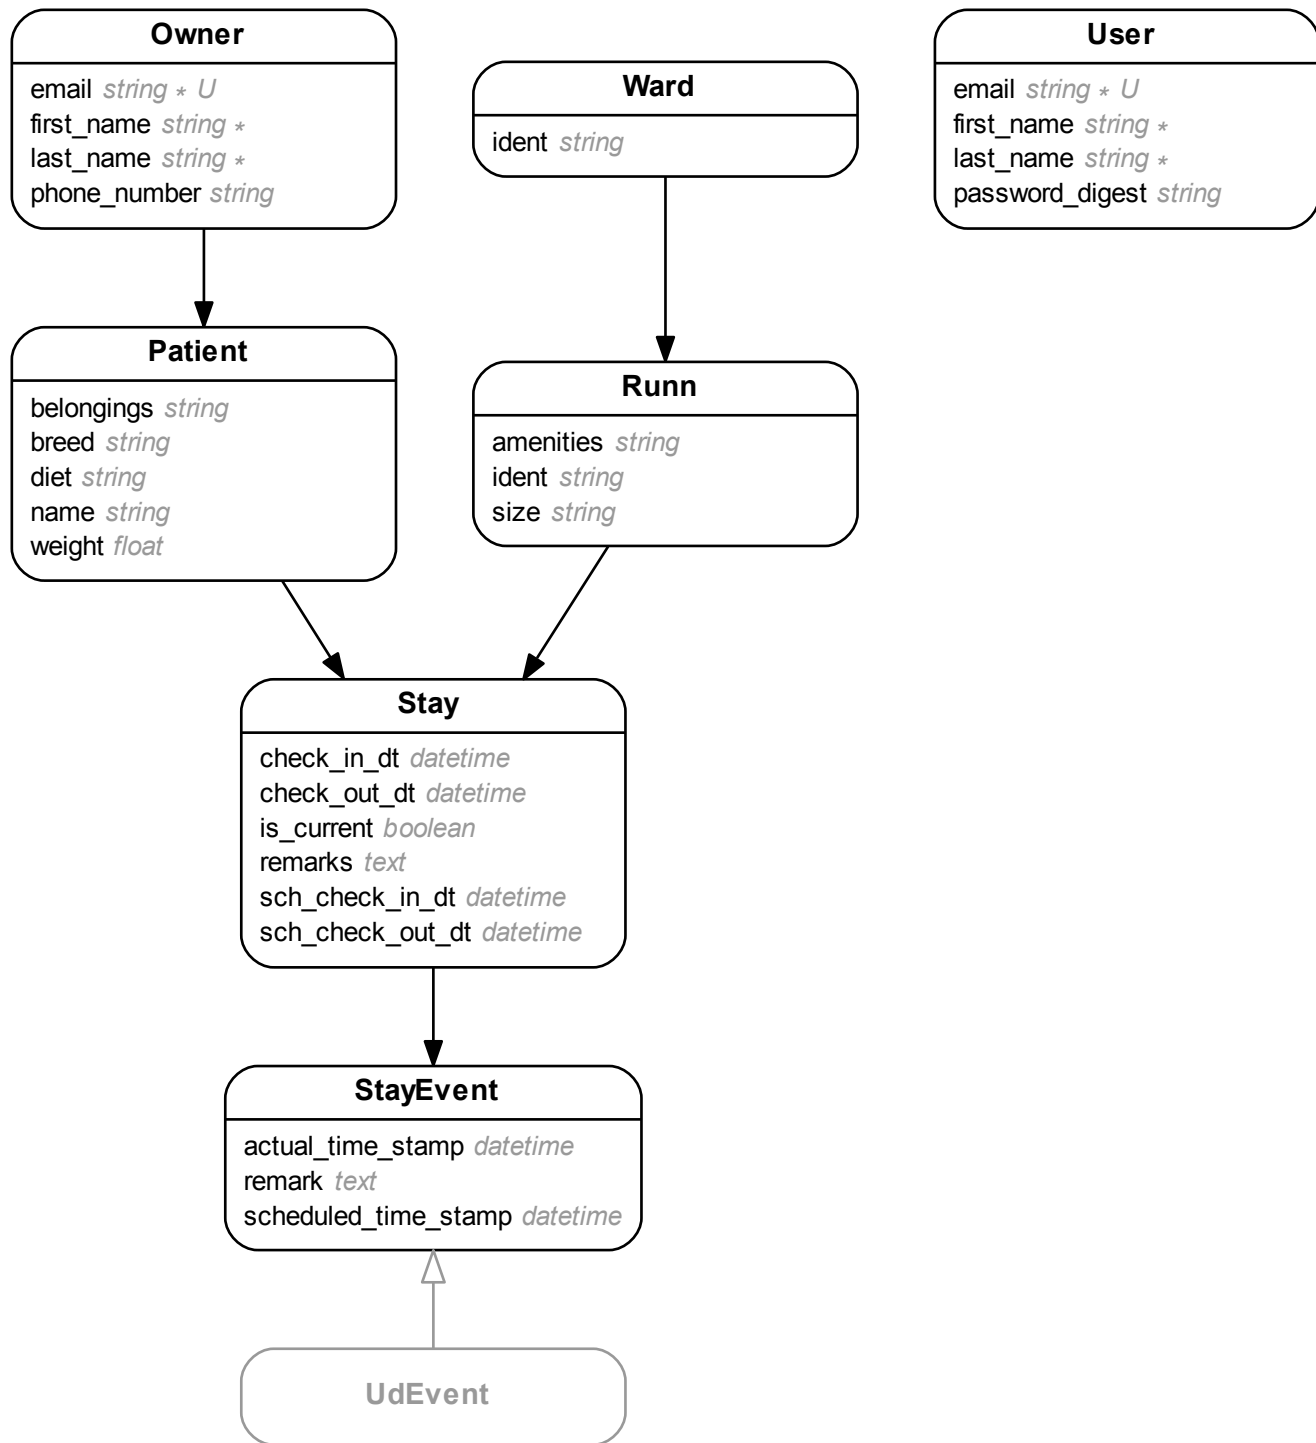 Owner
email string * U
first_name string *
last_name string *
phone_number string
Ward
ident string
User
email string * U
first_name string *
last_name string *
password_digest string
Patient
belongings string
breed string
diet string
name string
weight float
Runn
amenities string
ident string
size string
Stay
check_in_dt datetime
check_out_dt datetime
is_current boolean
remarks text
sch_check_in_dt datetime
sch_check_out_dt datetime
StayEvent
actual_time_stamp datetime
remark text
scheduled_time_stamp datetime
UdEvent